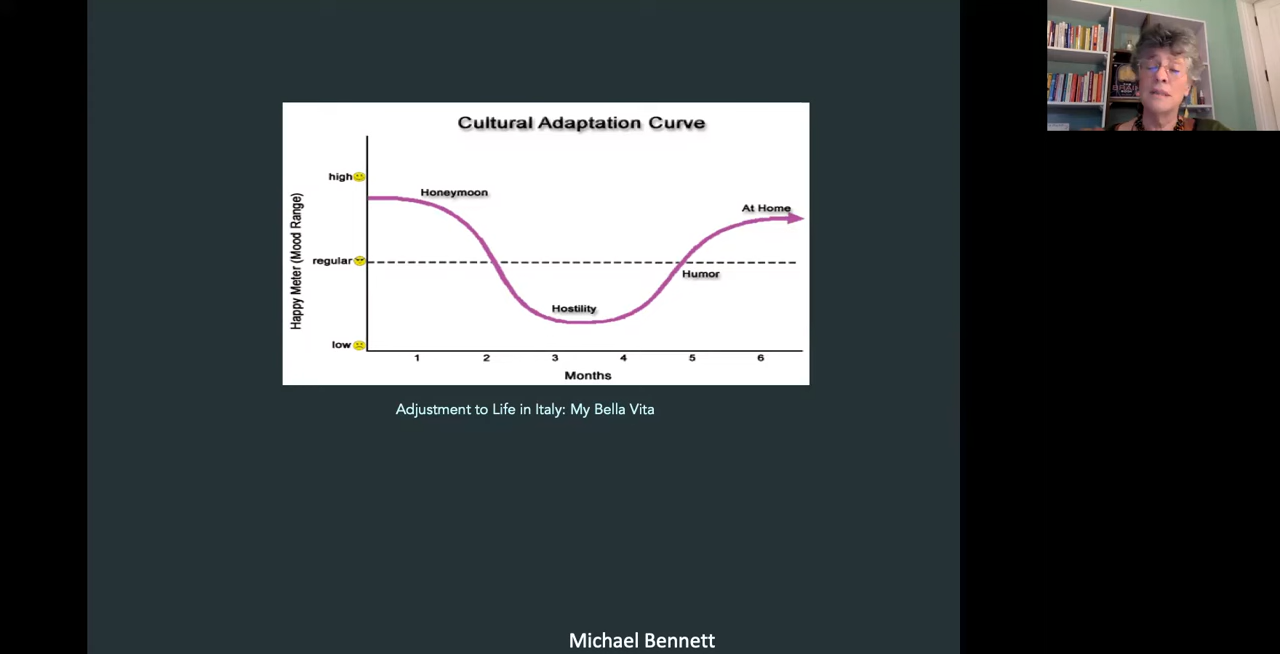 Cultural Adaptation Curve
Happy Meter (Mood Range)
high
Honeymoon
At Home
regular
Humor
Hostility
low
1 2 3 4 5 6
Months
Adjustment to Life in Italy: My Bella Vita
Michael Bennett